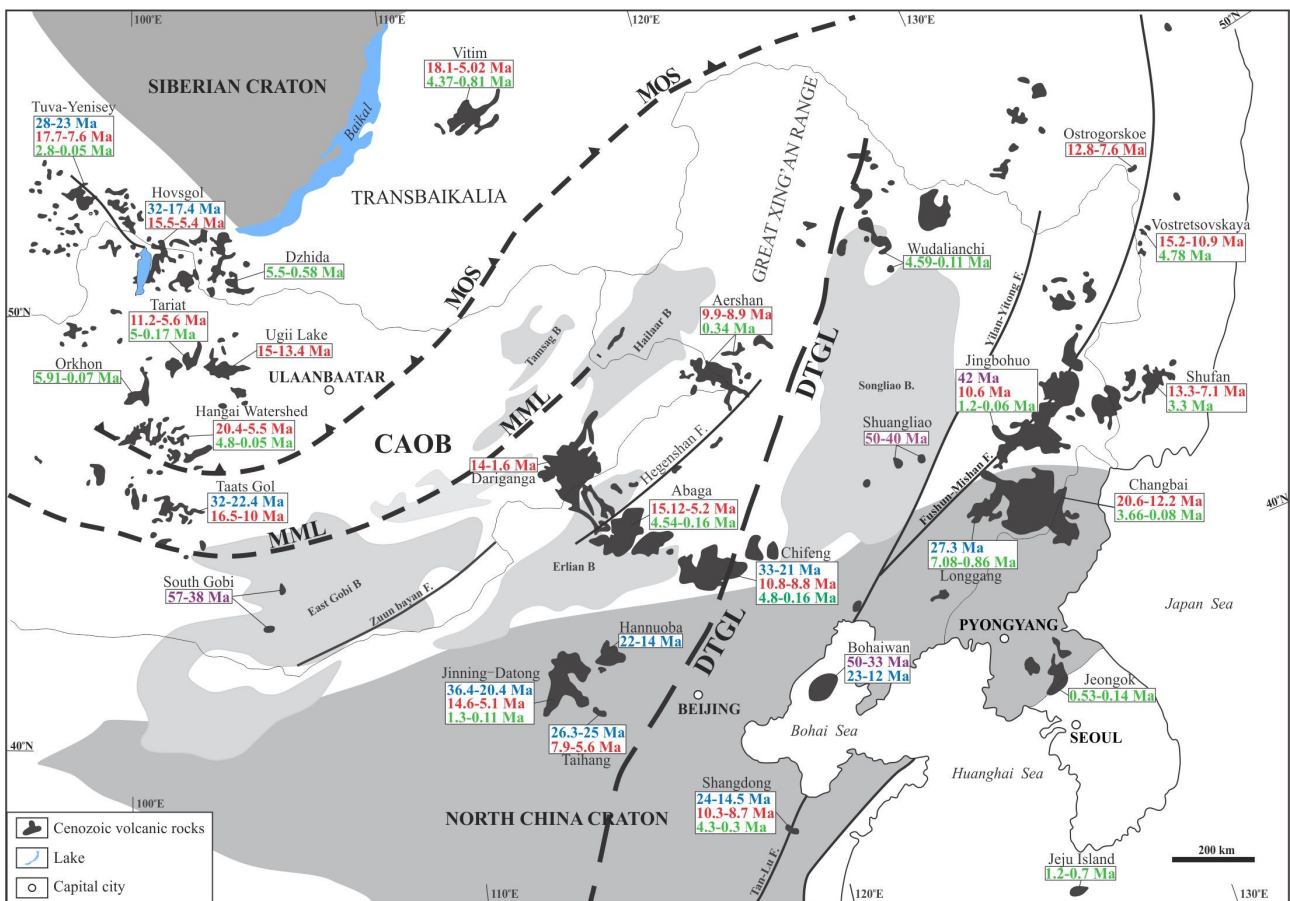 100°E
110°E
120°E
130°E
50°N
Vitim
18.1-5.02 Ma
4.37-0.81 Ma
SIBERIAN CRATON
Baikal
MOS
Tuva-Yenisey
28-23 Ma
17.7-7.6 Ma
2.8-0.05 Ma
Hovsgol
32-17.4 Ma
15.5-5.4 Ma
TRANSBAIKALIA
GREAT XING'AN RANGE
Ostrogorskoe
12.8-7.6 Ma
Dzhida
5.5-0.58 Ma
MOS
Wudalianchi
4.59-0.11 Ma
Vostretsovskaya
15.2-10.9 Ma
4.78 Ma
50°N
Tariat
11.2-5.6 Ma
5-0.17 Ma
Ugii Lake
15-13.4 Ma
Orkhon
5.91-0.07 Ma
ULAANBAATAR
Tamsag B
Hailaar B
Aershan
9.9-8.9 Ma
0.34 Ma
DTGL
Songliao B.
Yilan-Yitong F.
Jingbohuo
42 Ma
10.6 Ma
1.2-0.06 Ma
Shufan
13.3-7.1 Ma
3.3 Ma
Hangai Watershed
20.4-5.5 Ma
4.8-0.05 Ma
CAOB
MML
Shuangliao
50-40 Ma
14-1.6 Ma
Dariganga
Hegenshan F.
Fushun-Mishan F.
Taats Gol
32-22.4 Ma
16.5-10 Ma
MML
Abaga
15.12-5.2 Ma
4.54-0.16 Ma
Changbai
20.6-12.2 Ma
3.66-0.08 Ma
40°N
South Gobi
57-38 Ma
East Gobi B
Zuun bayan F.
Erlian B
Chifeng
33-21 Ma
10.8-8.8 Ma
4.8-0.16 Ma
27.3 Ma
7.08-0.86 Ma
Longgang
Japan Sea
PYONGYANG
Hannuoba
22-14 Ma
DTGL
Bohaiwan
50-33 Ma
23-12 Ma
Jinning-Datong
36.4-20.4 Ma
14.6-5.1 Ma
1.3-0.11 Ma
Jeongok
0.53-0.14 Ma
BEIJING
26.3-25 Ma
7.9-5.6 Ma
Taihang
Bohai Sea
SEOUL
40°N
Huanghai Sea
Shangdong
24-14.5 Ma
10.3-8.7 Ma
4.3-0.3 Ma
100°E
NORTH CHINA CRATON
Tan-Lu F.
Cenozoic volcanic rocks
Lake
Capital city
200 km
Jeju Island
1.2-0.7 Ma
110°E
120°E
130°E